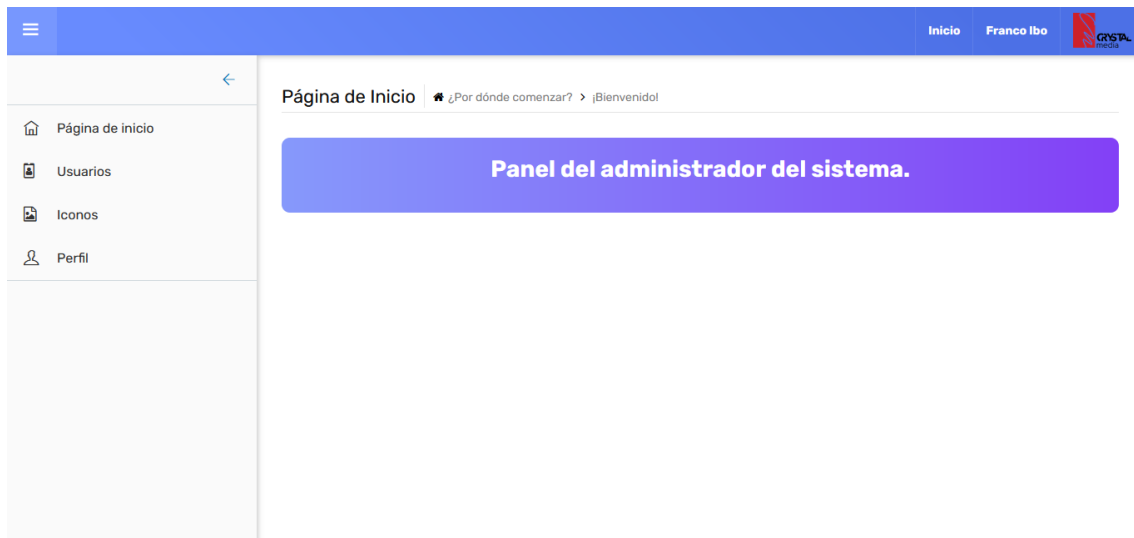 Inicio
Franco Ibo
CRYSTAL
media
Página de Inicio
¿Por dónde comenzar? > ¡Bienvenido!
Página de inicio
Usuarios
Iconos
Perfil
Panel del administrador del sistema.